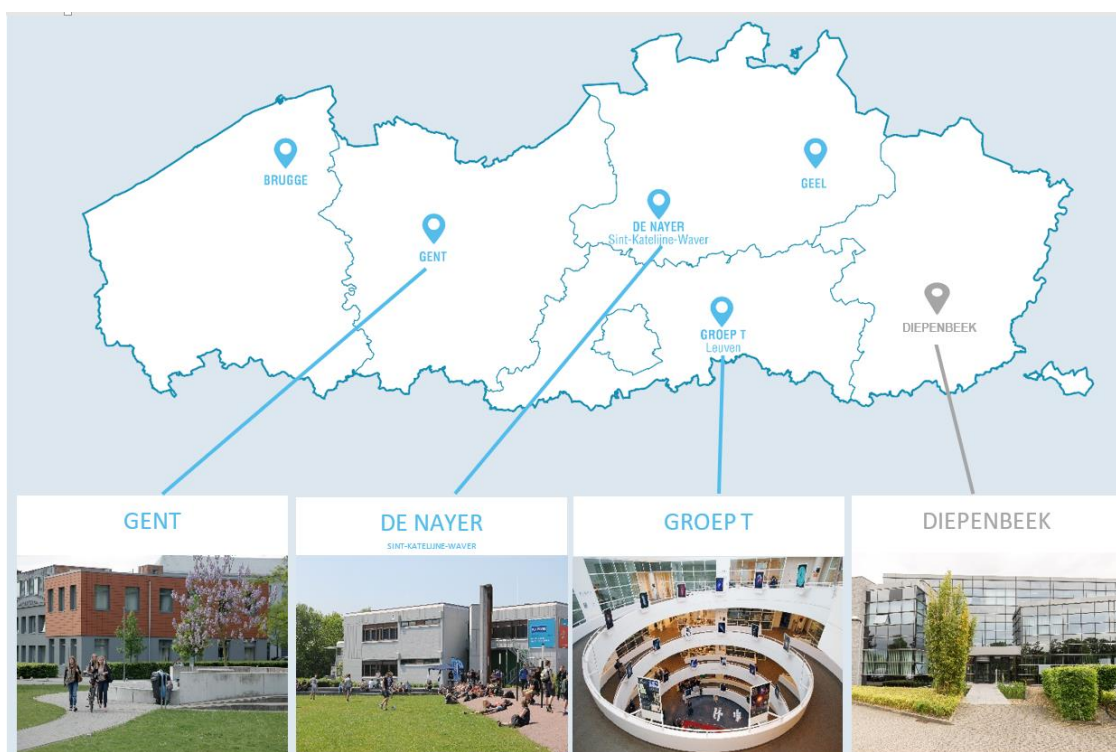 BRUGGE
GEEL
DE NAYER
Sint-Katelijne-Waver
GENT
GROEP T
Leuven
DIEPENBEEK
GENT
DE NAYER
SINT-KATELIJNE-WAVER
GROEP T
DIEPENBEEK